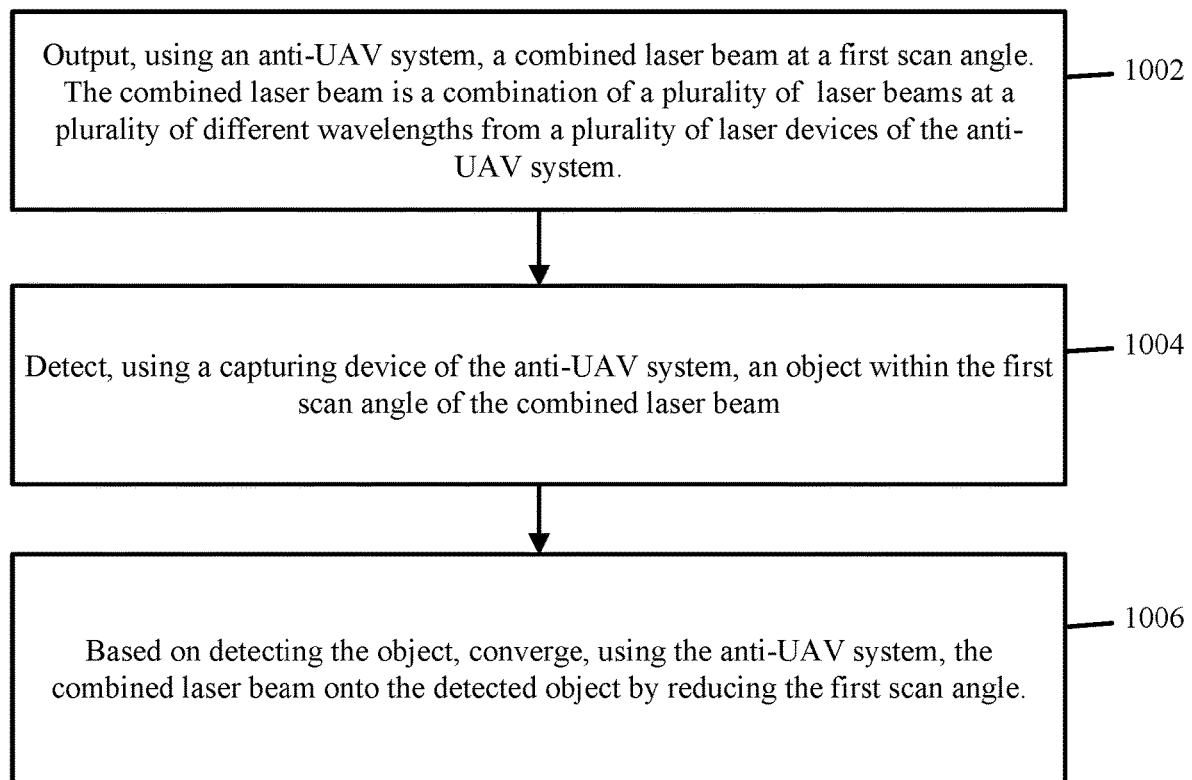 Output, using an anti-UAV system, a combined laser beam at a first scan angle.
The combined laser beam is a combination of a plurality of laser beams at a
plurality of different wavelengths from a plurality of laser devices of the anti-
UAV system.
1002
Detect, using a capturing device of the anti-UAV system, an object within the first
scan angle of the combined laser beam
1004
Based on detecting the object, converge, using the anti-UAV system, the
combined laser beam onto the detected object by reducing the first scan angle.
1006